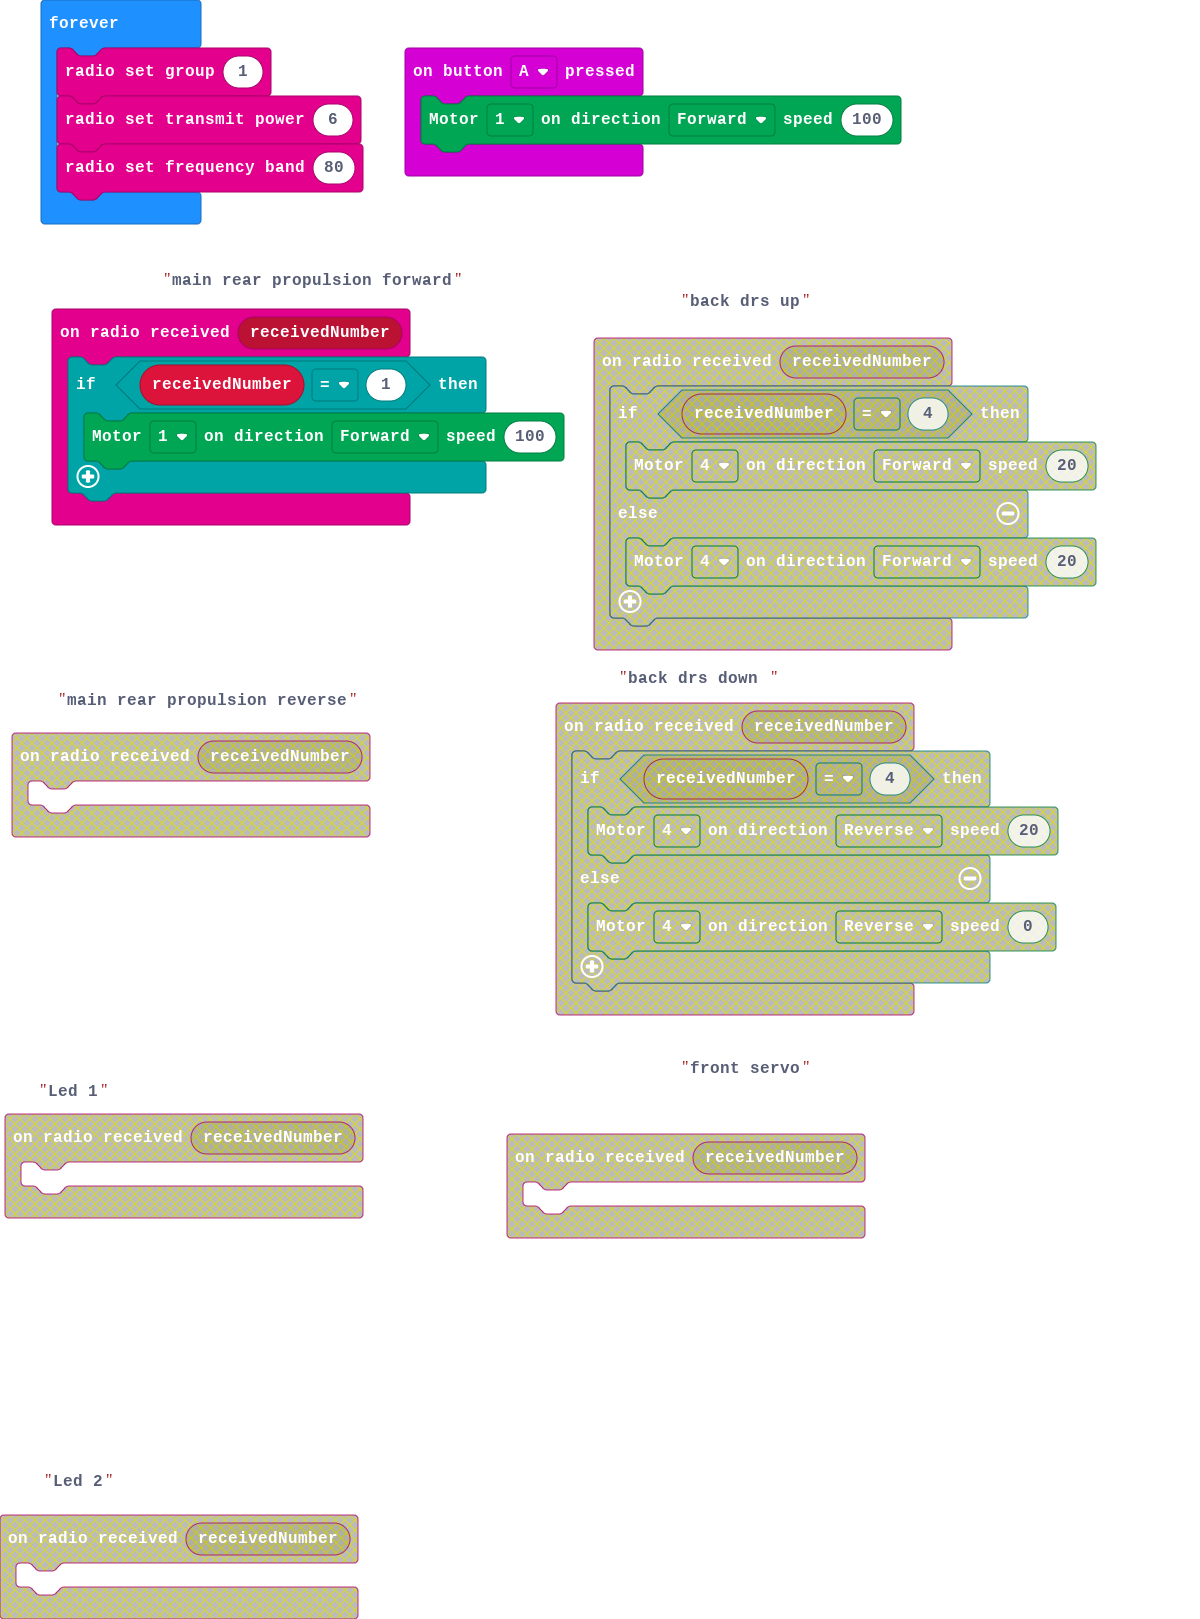 forever
radio set group 1
radio set transmit power 6
radio set frequency band 80
on button A pressed
Motor 1 on direction Forward speed 100
"main rear propulsion forward"
on radio received receivedNumber
if receivedNumber = 1 then
Motor 1 on direction Forward speed 100
"back drs up"
on radio received receivedNumber
if receivedNumber = 4 then
Motor 4 on direction Forward speed 20
else
Motor 4 on direction Forward speed 20
"main rear propulsion reverse"
on radio received receivedNumber
"back drs down "
on radio received receivedNumber
if receivedNumber = 4 then
Motor 4 on direction Reverse speed 20
else
Motor 4 on direction Reverse speed 0
"Led 1"
on radio received receivedNumber
"front servo"
on radio received receivedNumber
"Led 2"
on radio received receivedNumber